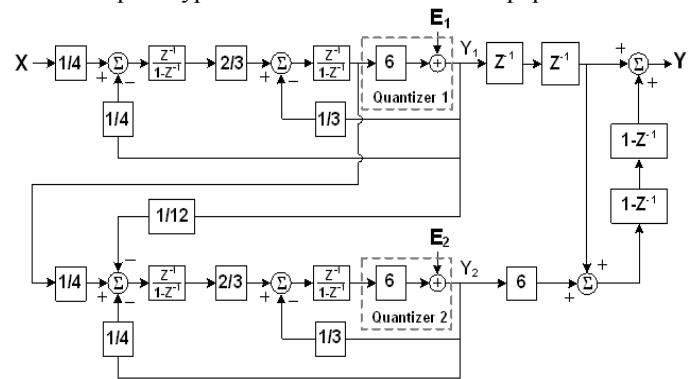 E1
X
1/4
Σ
+
−
Z-1
1-Z-1
2/3
Σ
+
−
Z-1
1-Z-1
6
+
Y1
Quantizer 1
Z-1
Z-1
+
Σ
+
Y
1/4
1/3
1-Z-1
1-Z-1
1/12
E2
1/4
−
Σ
+
−
Z-1
1-Z-1
2/3
Σ
+
−
Z-1
1-Z-1
6
+
Y2
Quantizer 2
6
+
Σ
+
1/4
1/3